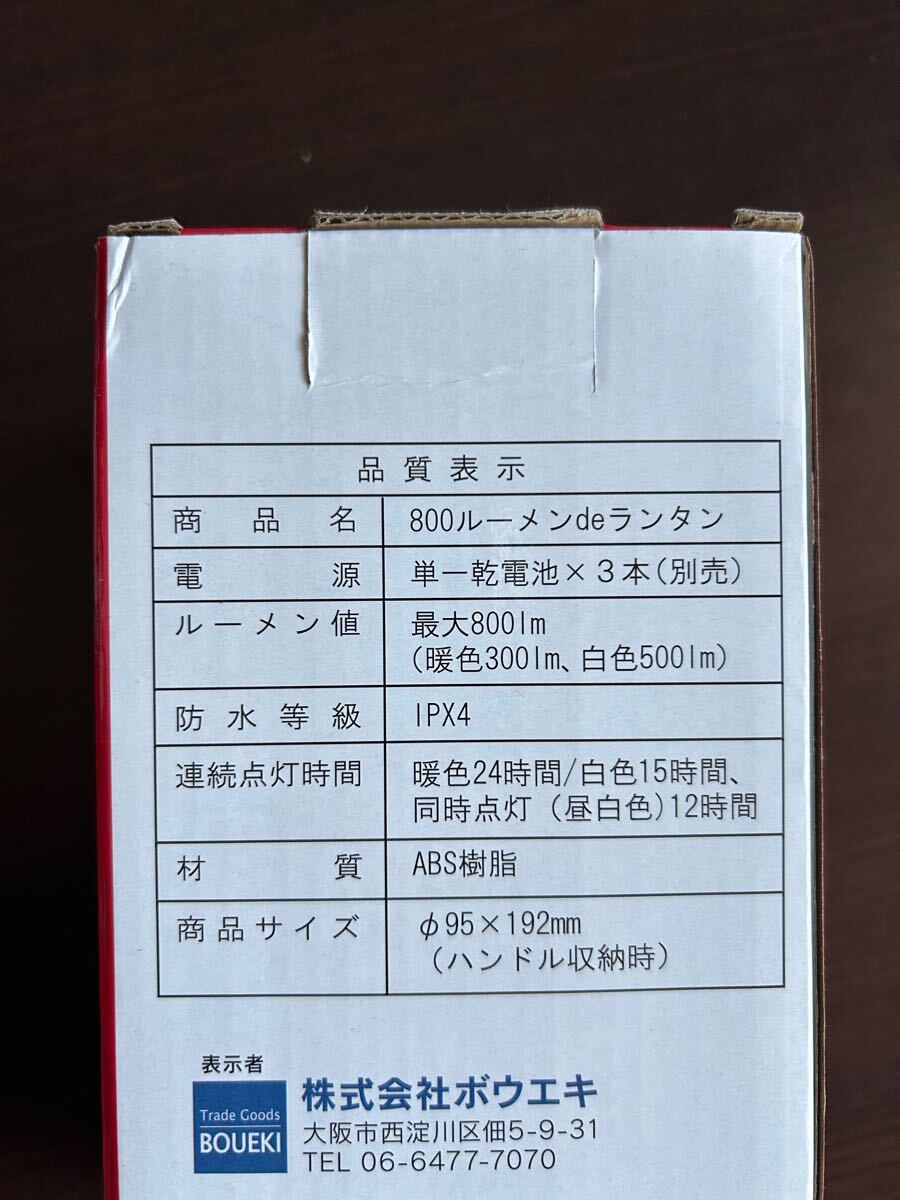 品質表示
商品名 800ルーメンdeランタン
電源 単一乾電池×３本(別売)
ルーメン値 最大800lm
(暖色300lm、白色500lm)
防水等級 IPX4
連続点灯時間 暖色24時間/白色15時間、
同時点灯 (昼白色)12時間
材質 ABS樹脂
商品サイズ φ95×192mm
(ハンドル収納時)
表示者
Trade Goods
BOUEKI
株式会社ボウエキ
大阪市西淀川区佃5-9-31
TEL 06-6477-7070